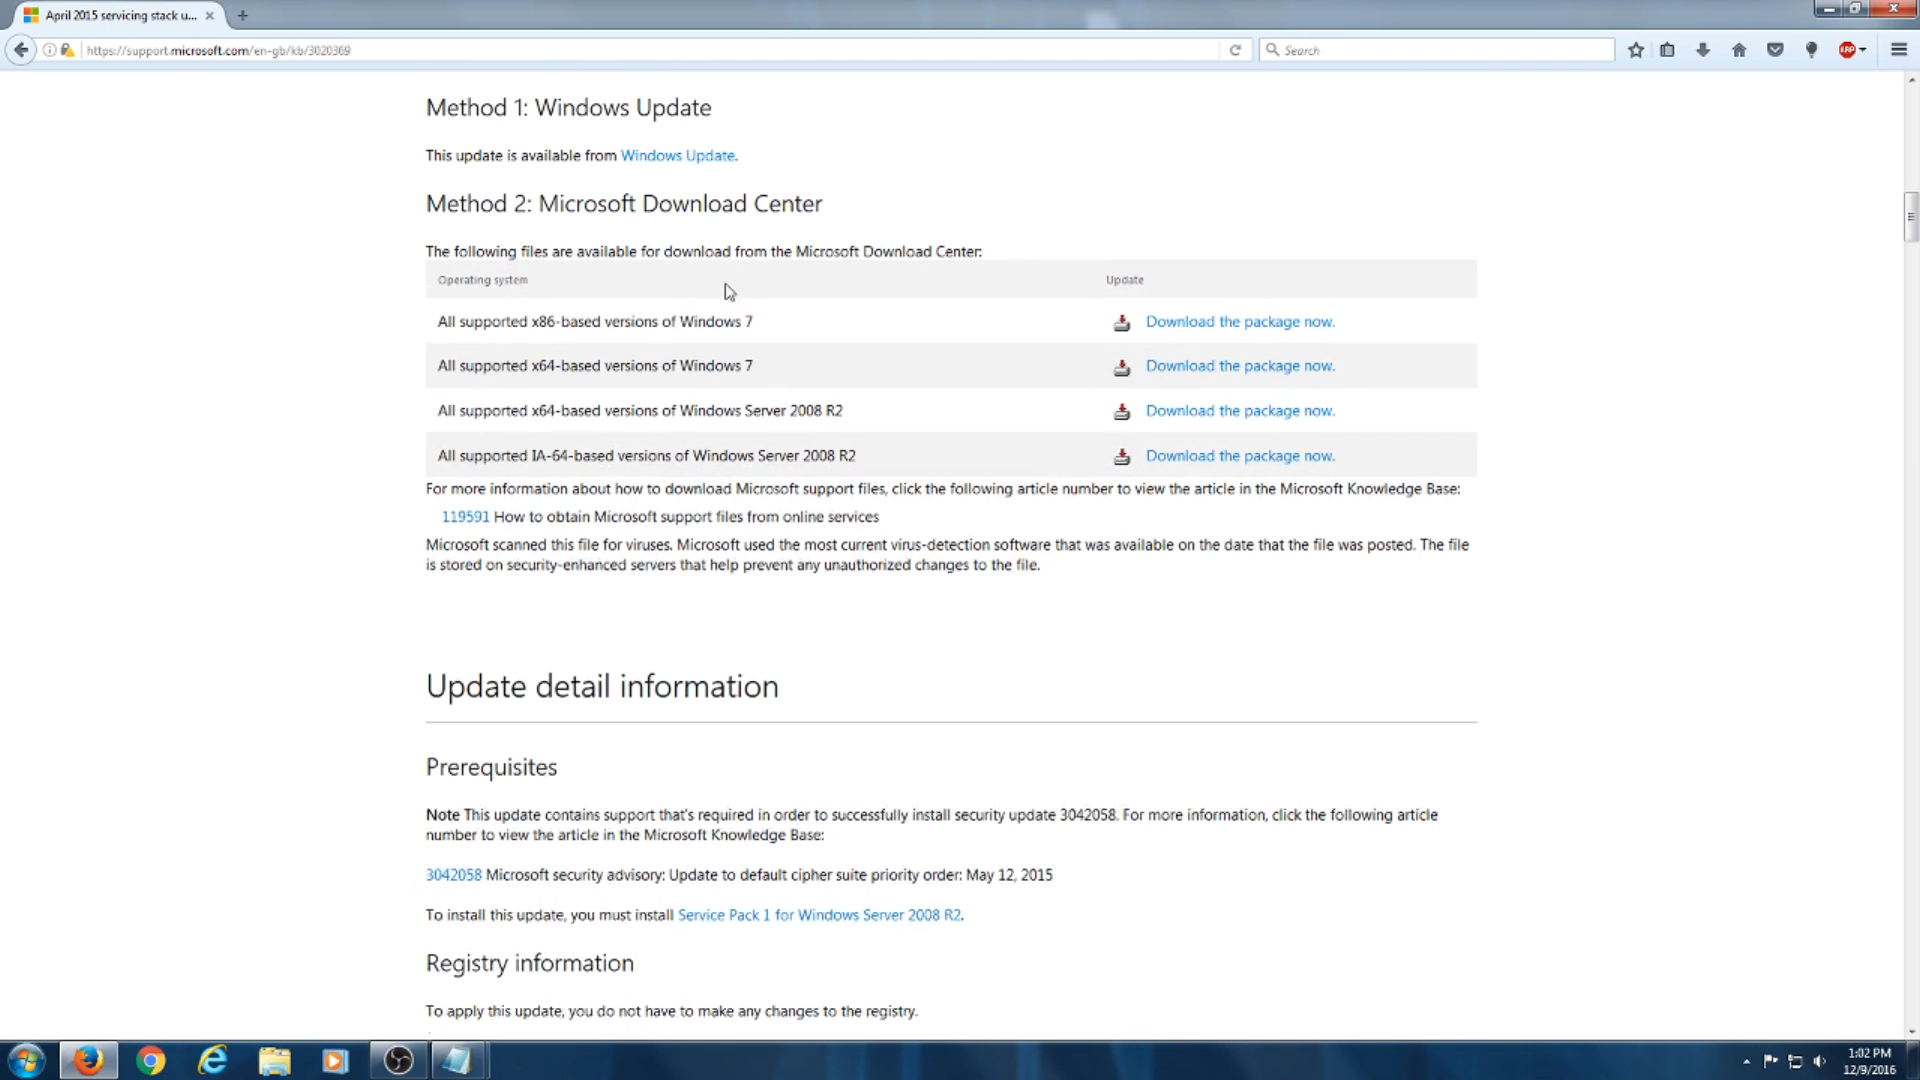 April 2015 servicing stack u...
https://support.microsoft.com/en-gb/kb/3020369
Search
ABP
Method 1: Windows Update
This update is available from Windows Update.
Method 2: Microsoft Download Center
The following files are available for download from the Microsoft Download Center:
Operating system Update
All supported x86-based versions of Windows 7 Download the package now.
All supported x64-based versions of Windows 7 Download the package now.
All supported x64-based versions of Windows Server 2008 R2 Download the package now.
All supported IA-64-based versions of Windows Server 2008 R2 Download the package now.
For more information about how to download Microsoft support files, click the following article number to view the article in the Microsoft Knowledge Base:
119591 How to obtain Microsoft support files from online services
Microsoft scanned this file for viruses. Microsoft used the most current virus-detection software that was available on the date that the file was posted. The file
is stored on security-enhanced servers that help prevent any unauthorized changes to the file.
Update detail information
Prerequisites
Note This update contains support that's required in order to successfully install security update 3042058. For more information, click the following article
number to view the article in the Microsoft Knowledge Base:
3042058 Microsoft security advisory: Update to default cipher suite priority order: May 12, 2015
To install this update, you must install Service Pack 1 for Windows Server 2008 R2.
Registry information
To apply this update, you do not have to make any changes to the registry.
1:02 PM
12/9/2016